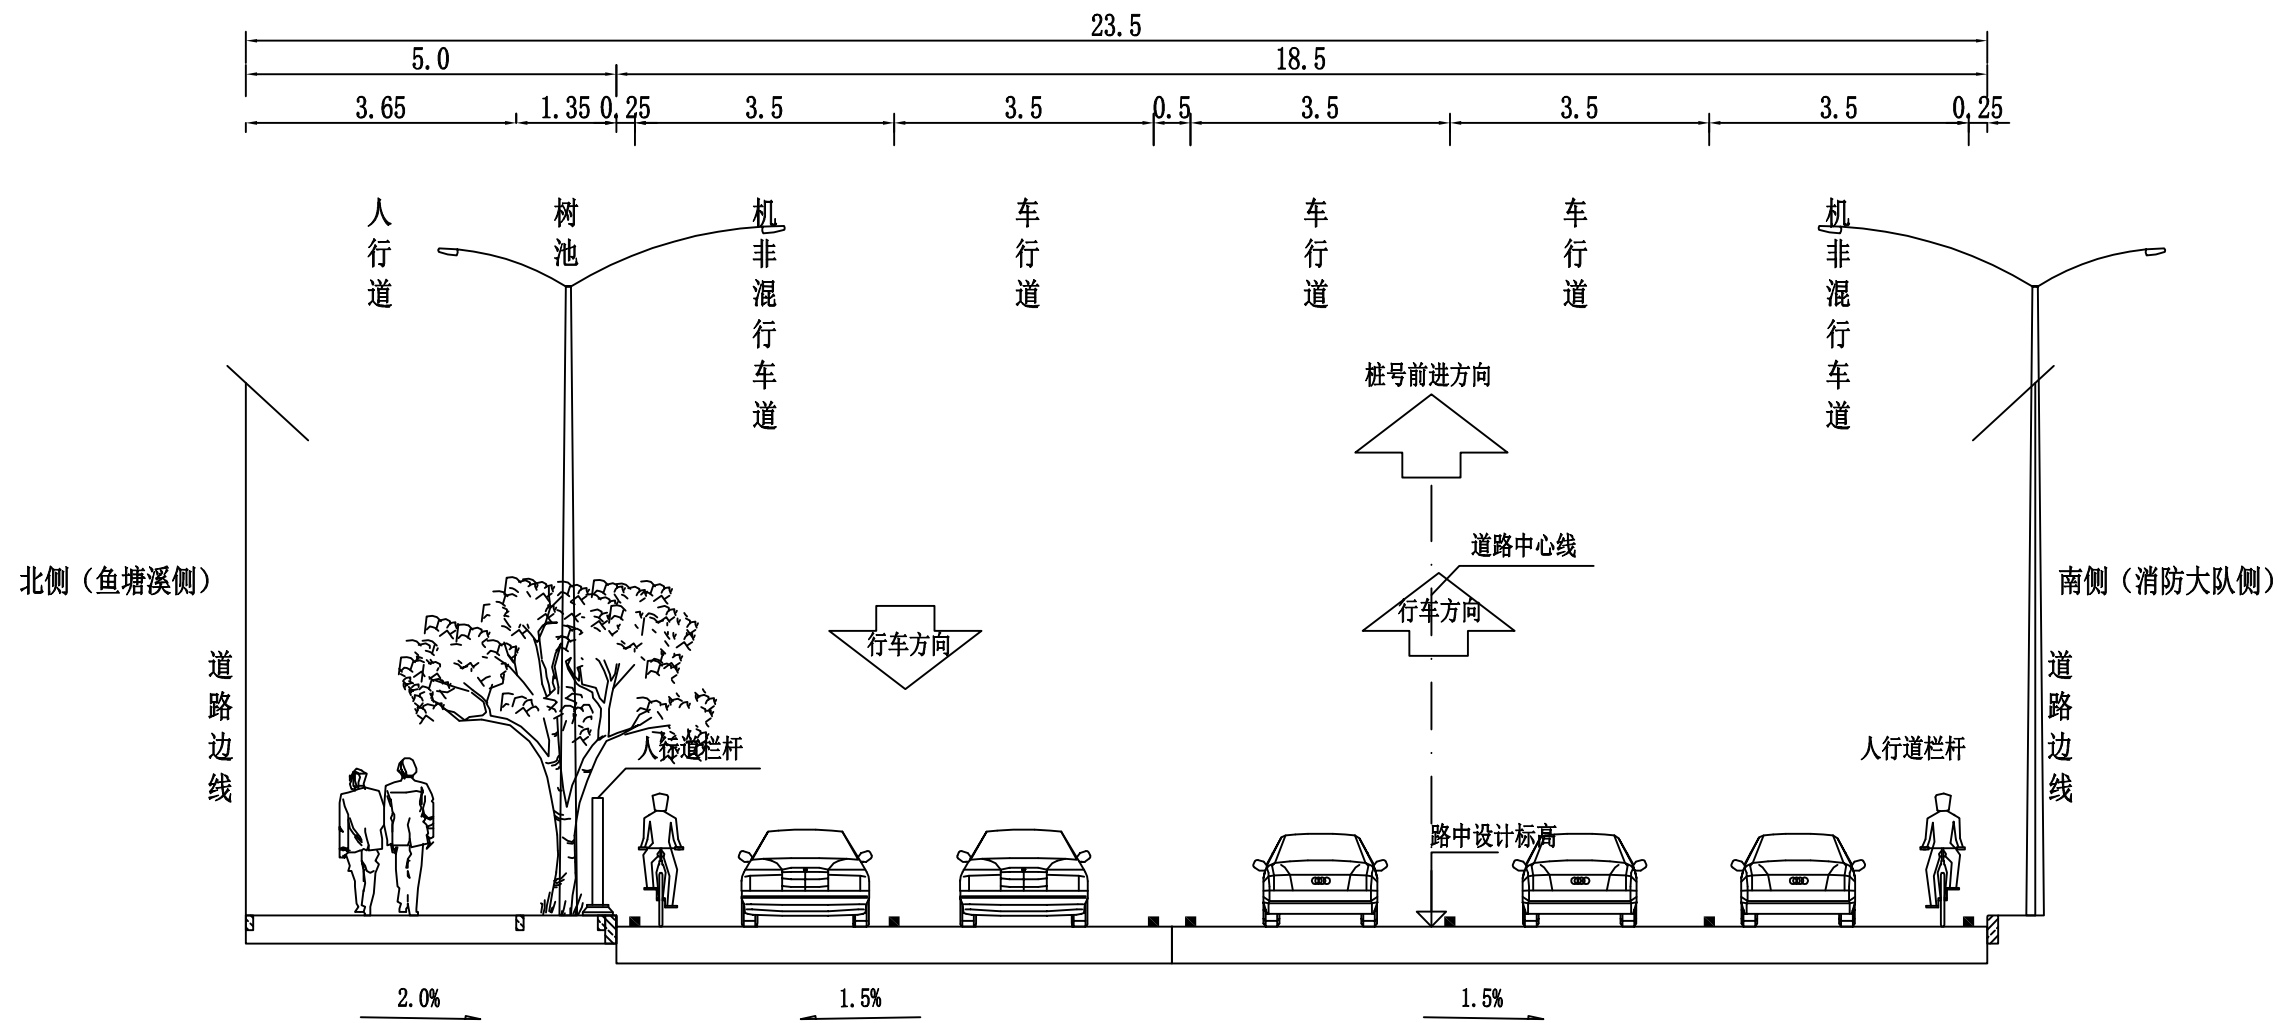 23.5
5.0
18.5
3.65
1.35
0.25
3.5
3.5
0.5
3.5
3.5
3.5
0.25
人行道
树池
机非混行车道
车行道
车行道
车行道
机非混行车道
桩号前进方向
道路中心线
北侧（鱼塘溪侧）
南侧（消防大队侧）
行车方向
行车方向
道路边线
道路边线
人行道栏杆
人行道栏杆
路中设计标高
2.0%
1.5%
1.5%